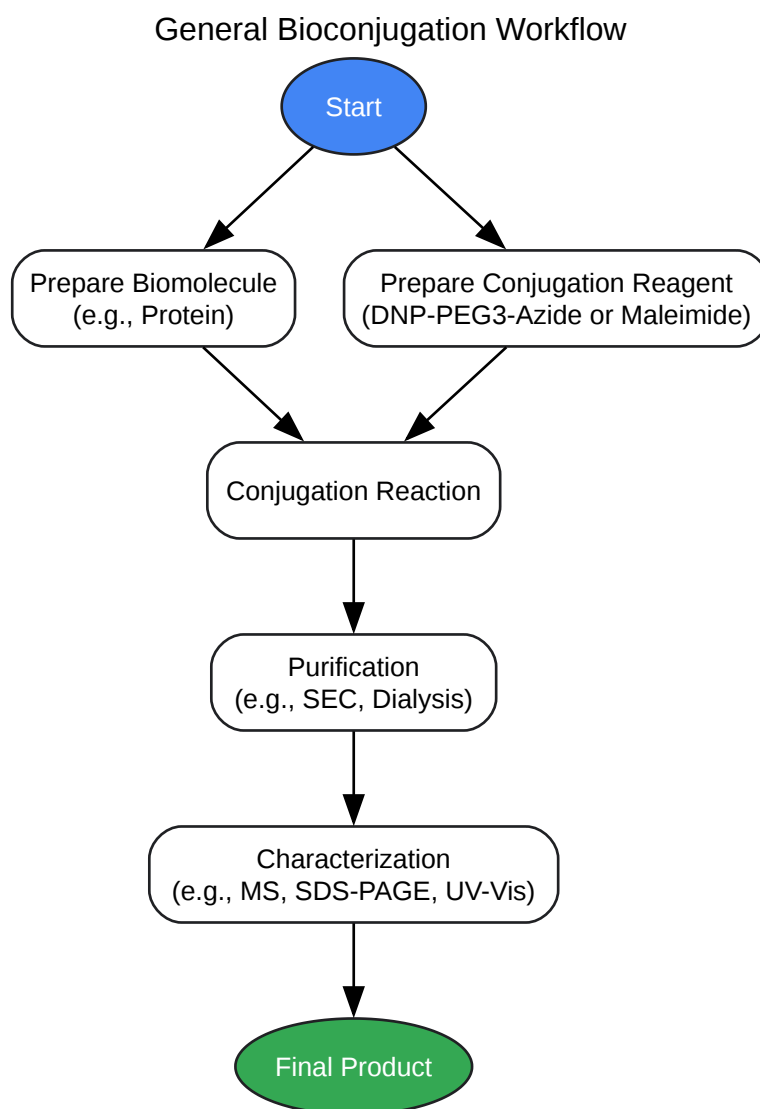 General Bioconjugation Workflow
Start
Prepare Biomolecule
(e.g., Protein)
Prepare Conjugation Reagent
(DNP-PEG3-Azide or Maleimide)
Conjugation Reaction
Purification
(e.g., SEC, Dialysis)
Characterization
(e.g., MS, SDS-PAGE, UV-Vis)
Final Product